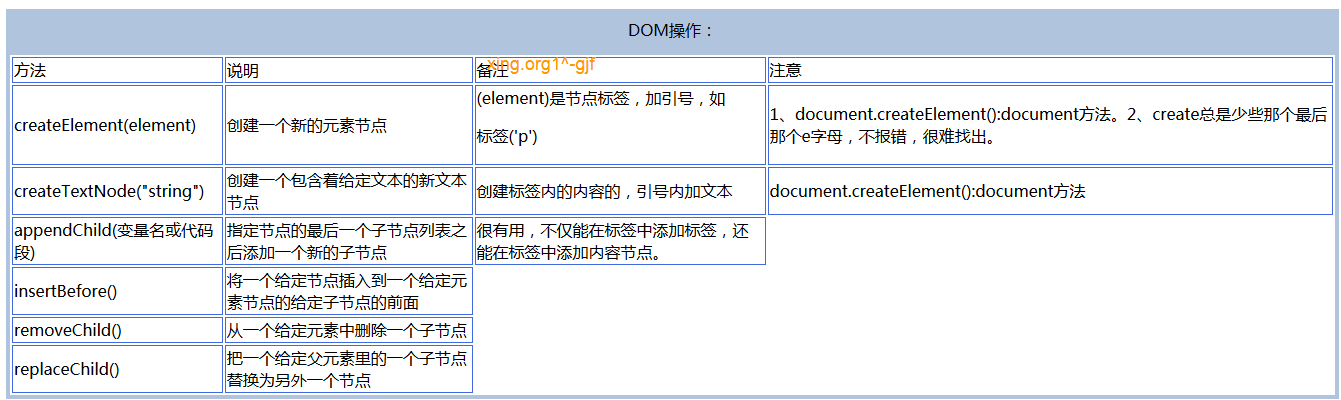 DOM操作：
方法
说明
备注
xing.org1^-gjf
注意
createElement(element)
创建一个新的元素节点
(element)是节点标签，加引号，如
标签('p')
1、document.createElement():document方法。2、create总是少些那个最后
那个e字母，不报错，很难找出。
createTextNode("string")
创建一个包含着给定文本的新文本
节点
创建标签内的内容的，引号内加文本
document.createElement():document方法
appendChild(变量名或代码
段)
指定节点的最后一个子节点列表之
后添加一个新的子节点
很有用，不仅能在标签中添加标签，还
能在标签中添加内容节点。
insertBefore()
将一个给定节点插入到一个给定元
素节点的给定子节点的前面
removeChild()
从一个给定元素中删除一个子节点
replaceChild()
把一个给定父元素里的一个子节点
替换为另外一个节点